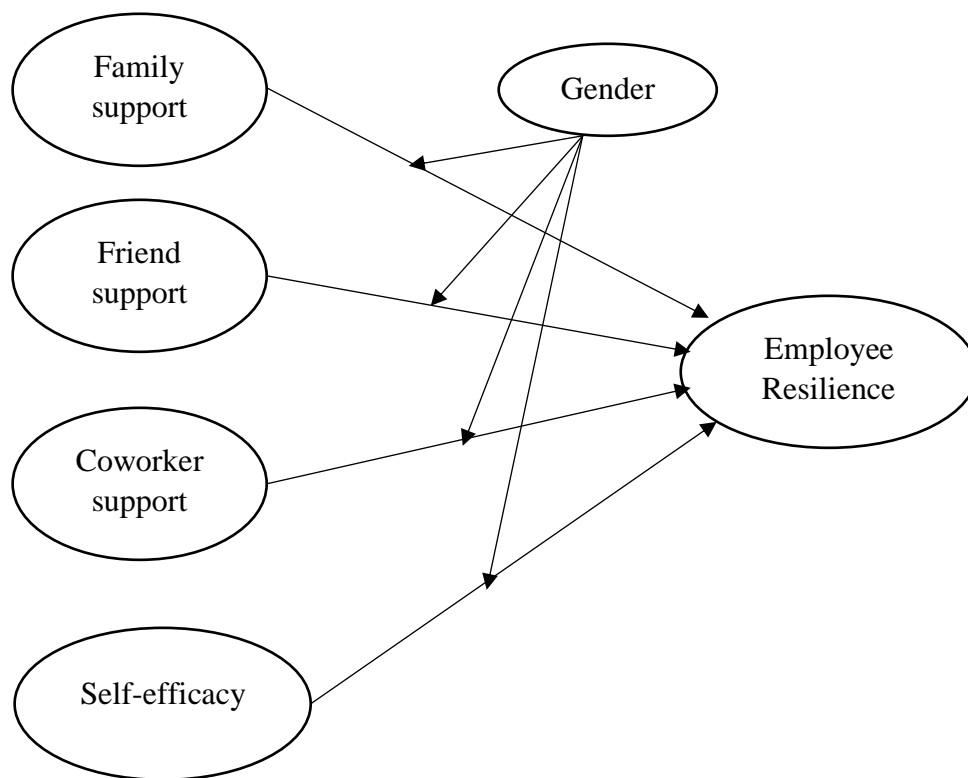 Family
support
Gender
Friend
support
Employee
Resilience
Coworker
support
Self-efficacy